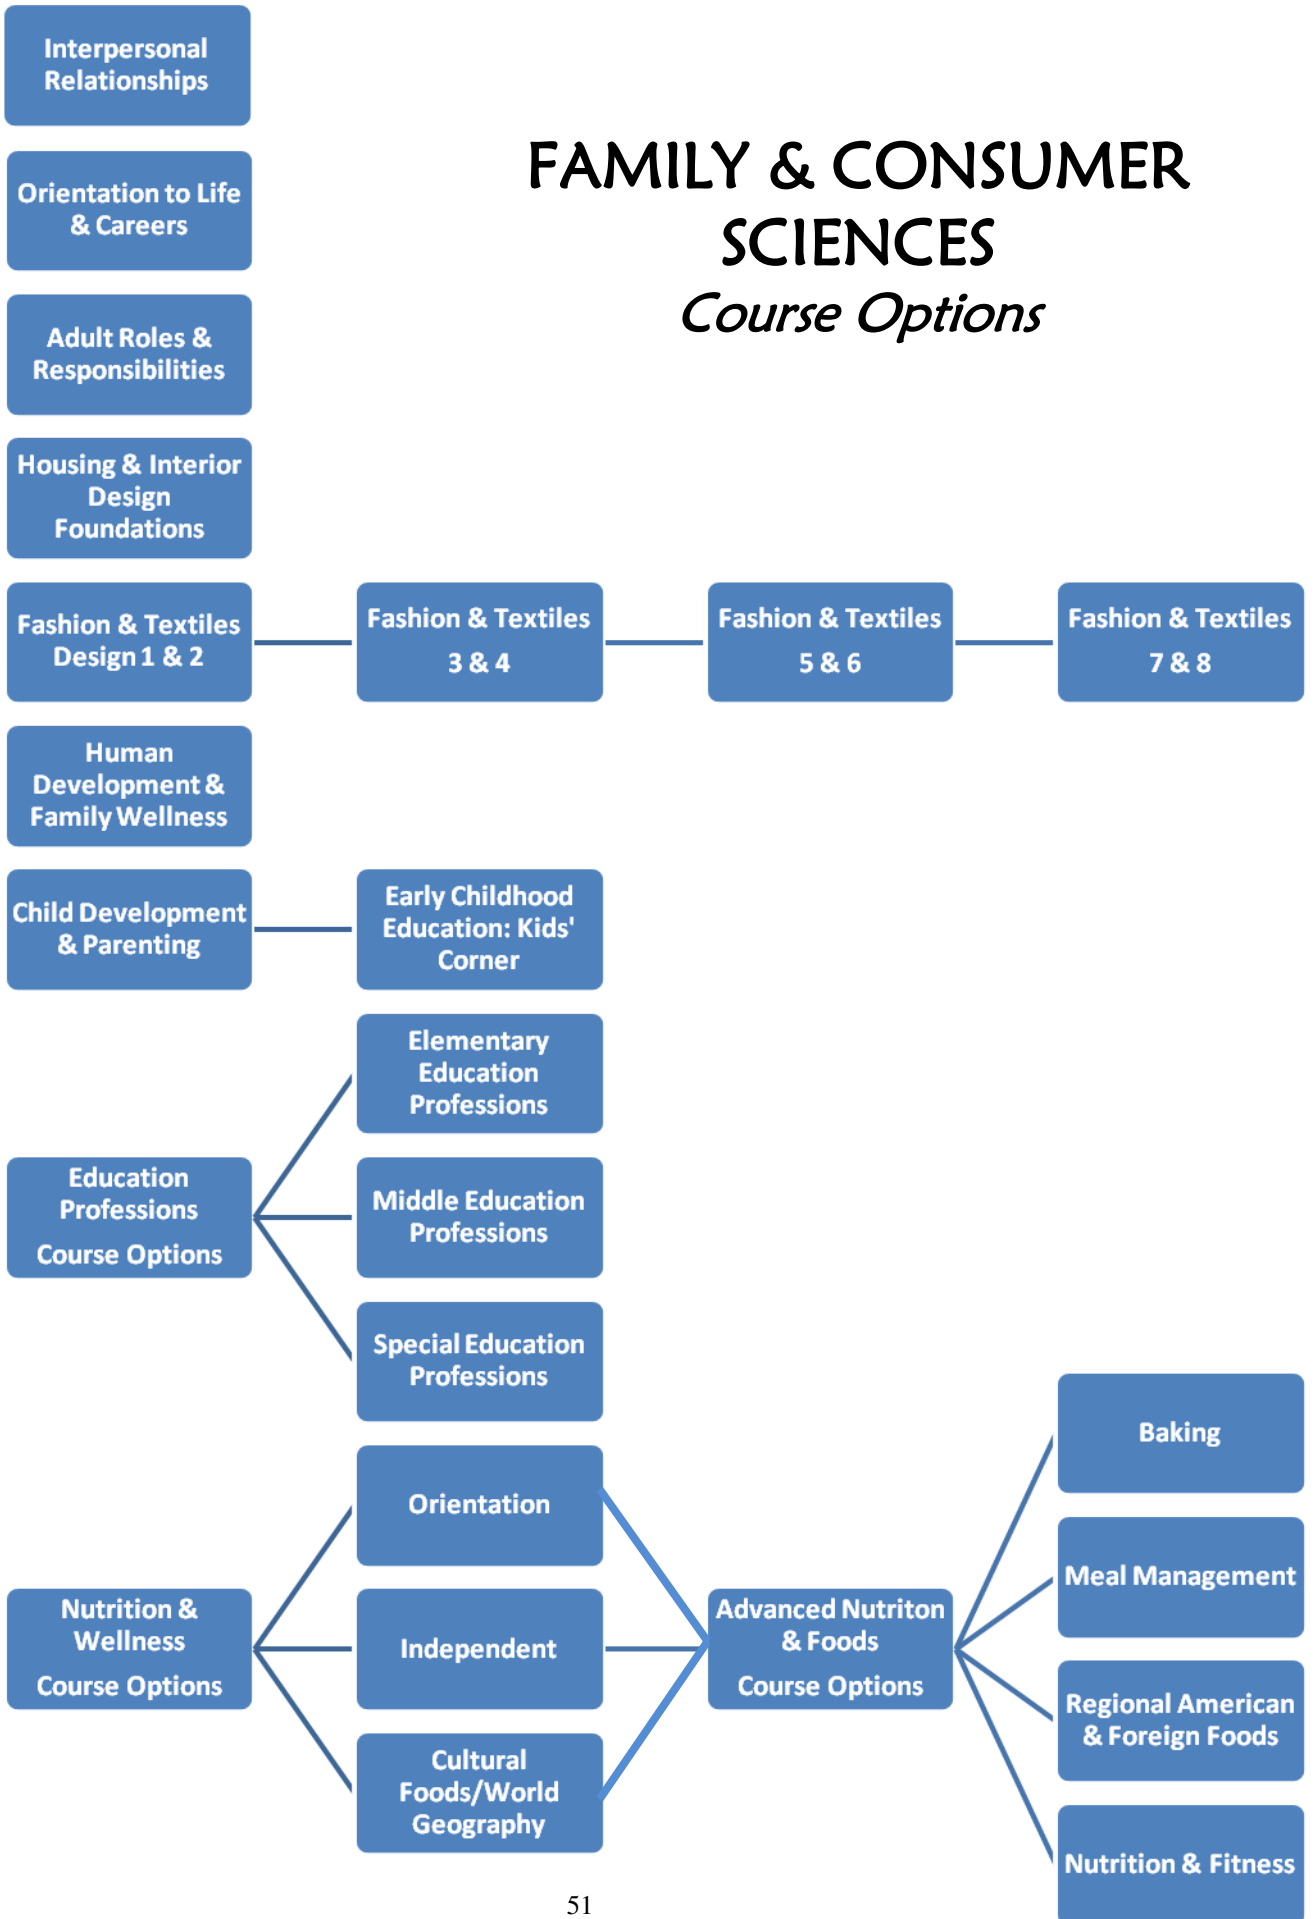 Interpersonal
Relationships
FAMILY & CONSUMER
SCIENCES
Course Options
Orientation to Life
& Careers
Adult Roles &
Responsibilities
Housing & Interior
Design
Foundations
Fashion & Textiles
Design 1 & 2
Fashion & Textiles
3 & 4
Fashion & Textiles
5 & 6
Fashion & Textiles
7 & 8
Human
Development &
Family Wellness
Child Development
& Parenting
Early Childhood
Education: Kids'
Corner
Education
Professions
Course Options
Elementary
Education
Professions
Middle Education
Professions
Special Education
Professions
Nutrition &
Wellness
Course Options
Orientation
Independent
Cultural
Foods/World
Geography
Advanced Nutriton
& Foods
Course Options
Baking
Meal Management
Regional American
& Foreign Foods
Nutrition & Fitness
51